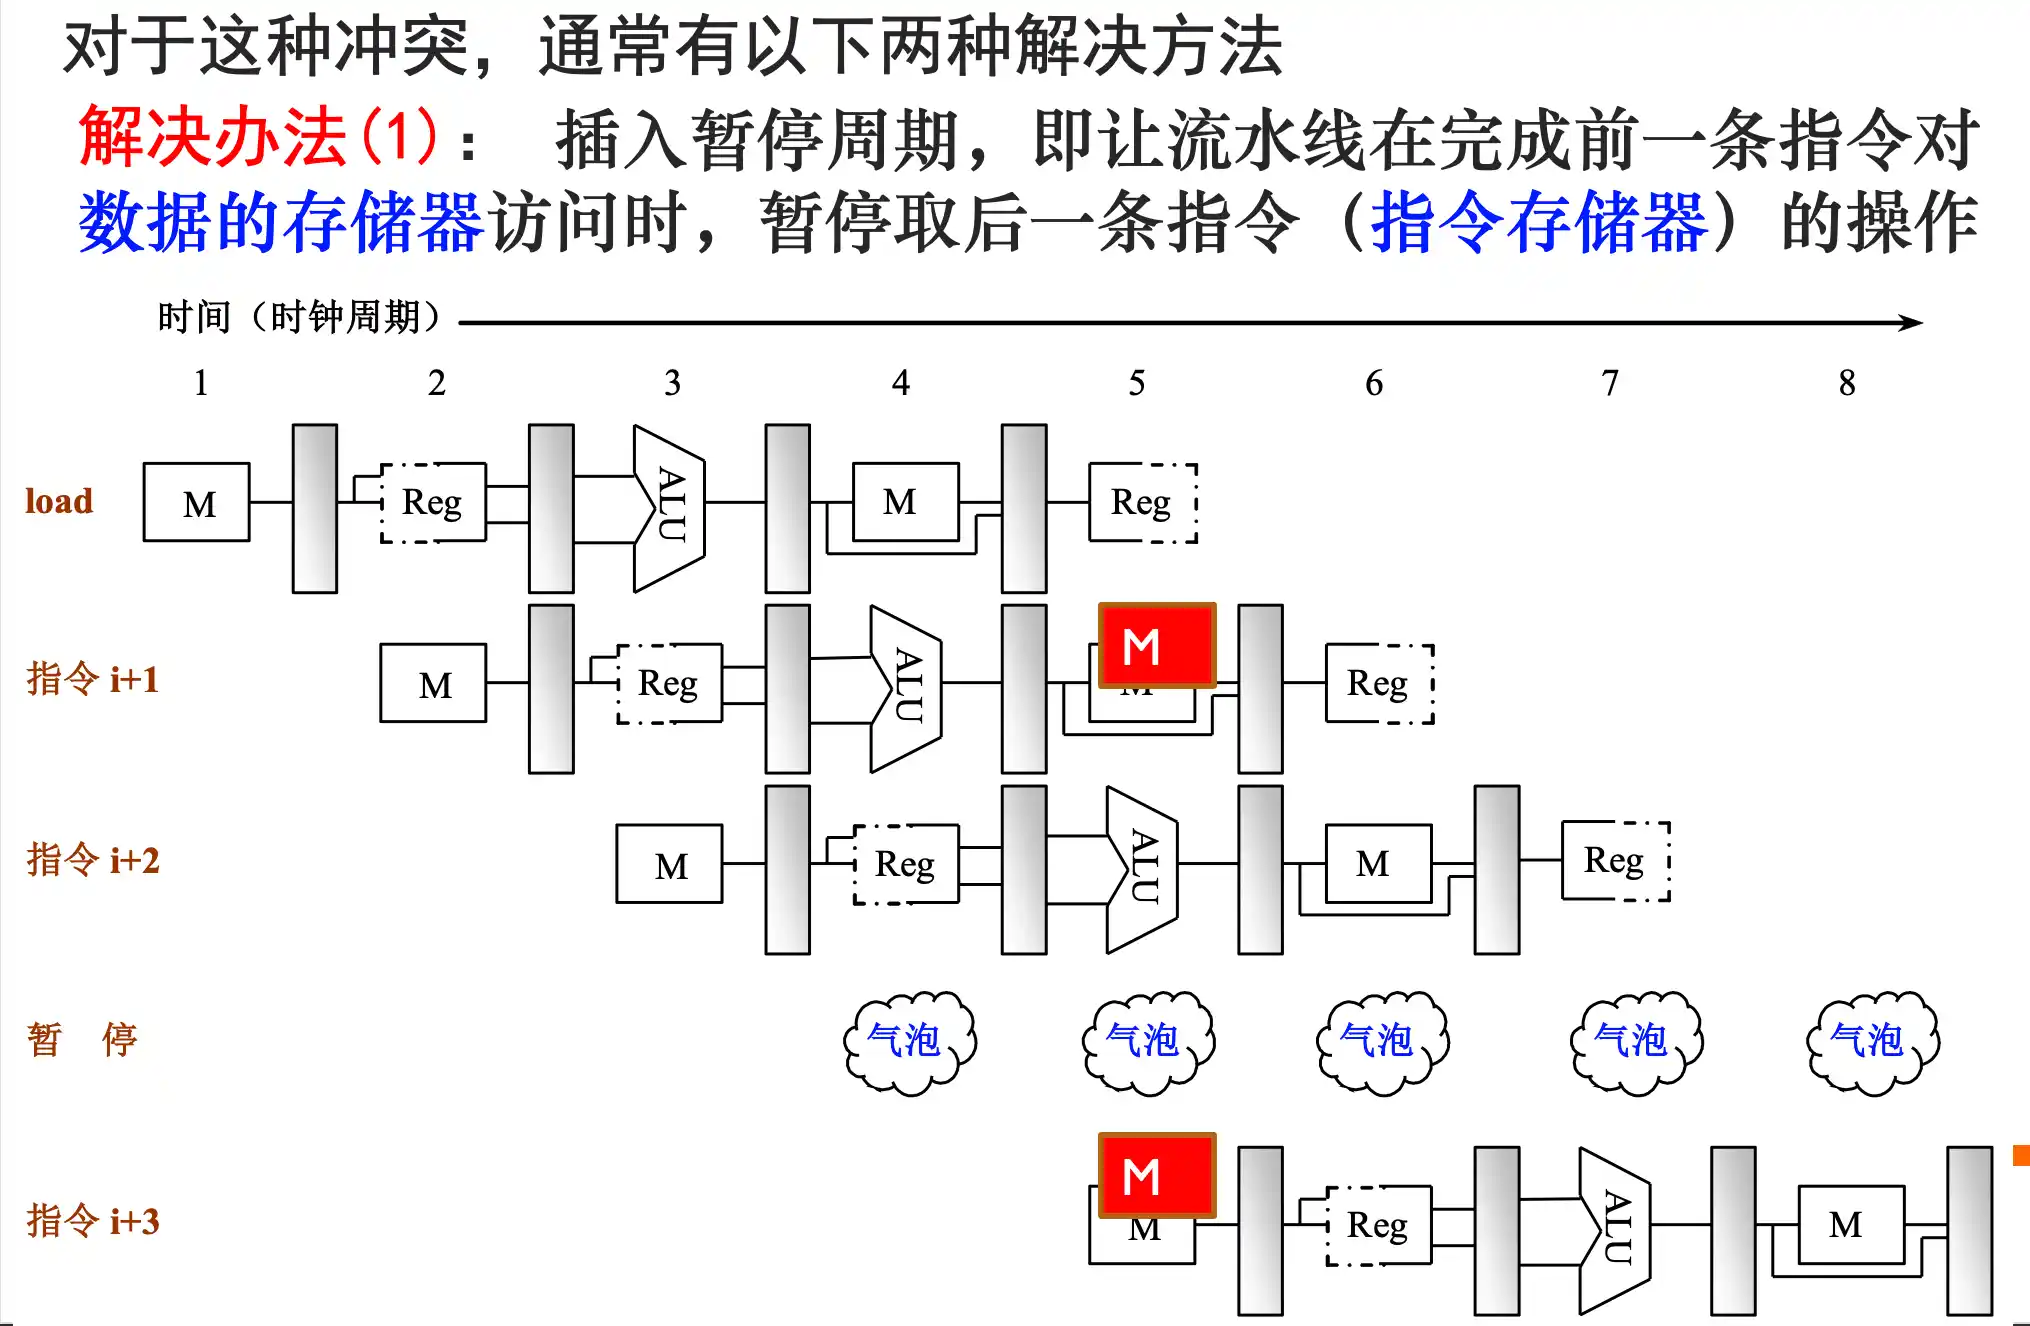 对于这种冲突，通常有以下两种解决方法
解决办法(1)： 插入暂停周期，即让流水线在完成前一条指令对
数据的存储器访问时，暂停取后一条指令（指令存储器）的操作
时间（时钟周期）
1 2 3 4 5 6 7 8
load M Reg ALU M Reg
指令 i+1 M Reg ALU M M Reg
指令 i+2 M Reg ALU M Reg
暂 停 气泡 气泡 气泡 气泡 气泡
指令 i+3 M M Reg ALU M